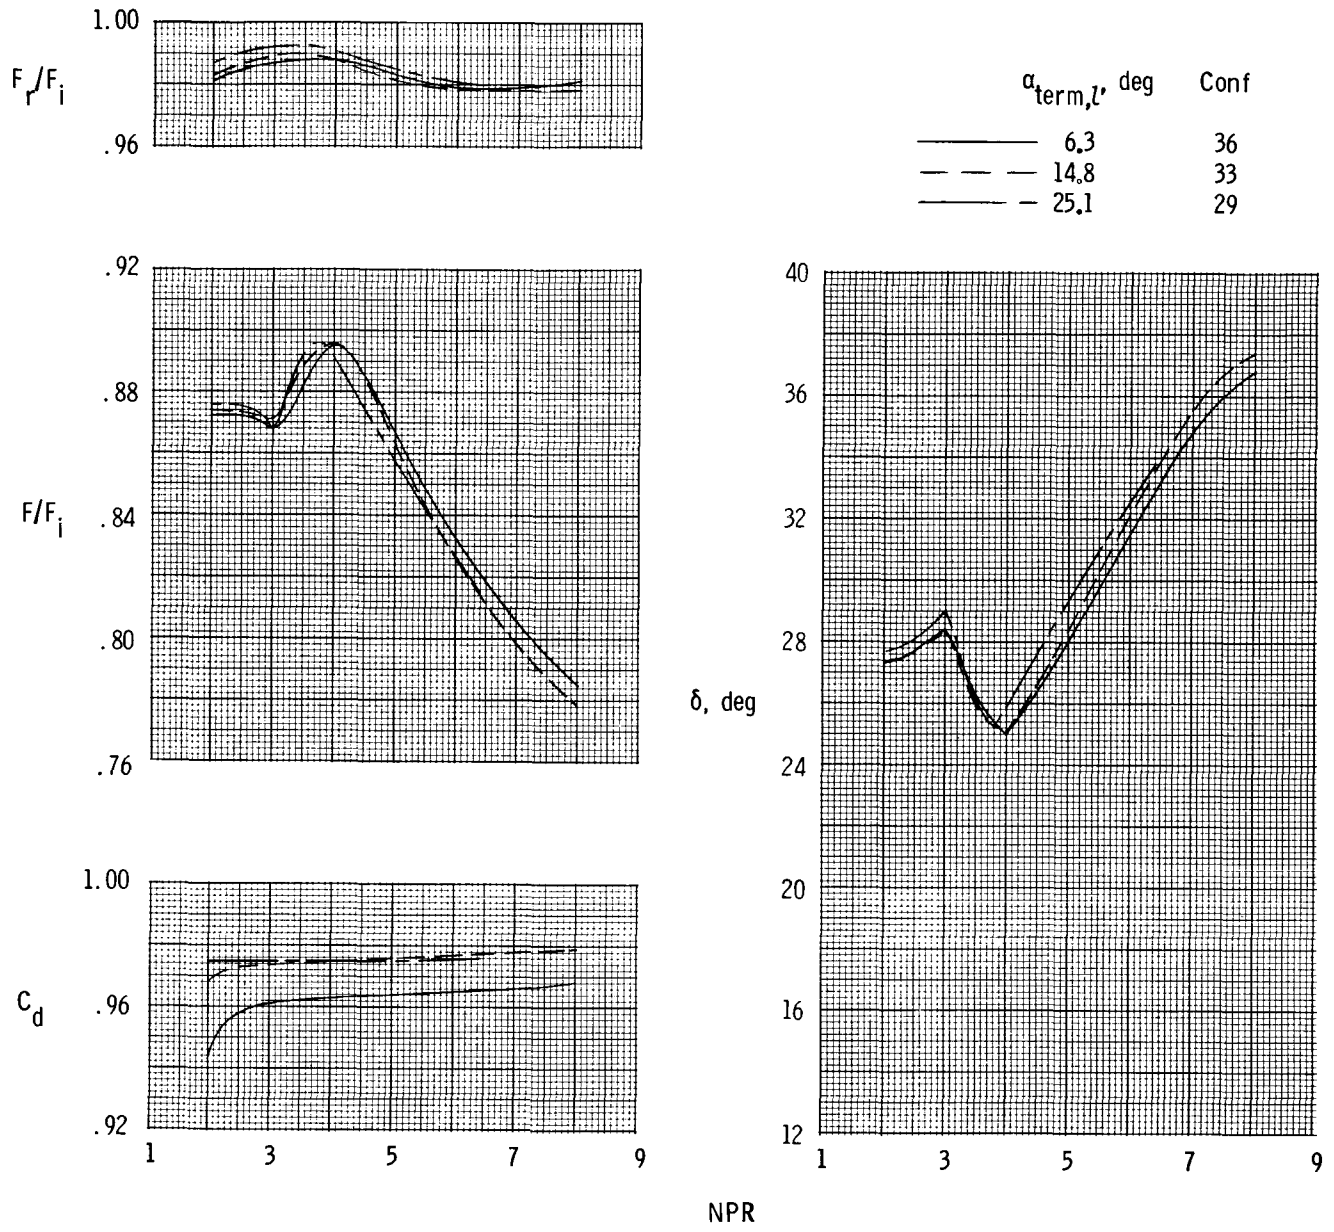 1.00
F_r/F_i
.96
α_term,l, deg Conf
6.3 36
14.8 33
25.1 29
.92
.88
F/F_i
.84
.80
.76
1.00
C_d
.96
.92
1 3 5 7 9
40
36
32
28
δ, deg
24
20
16
12
1 3 5 7 9
NPR